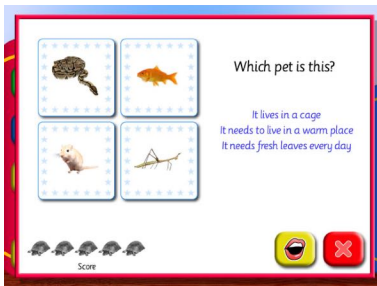 Which pet is this?
It lives in a cage
It needs to live in a warm place
It needs fresh leaves every day
Score